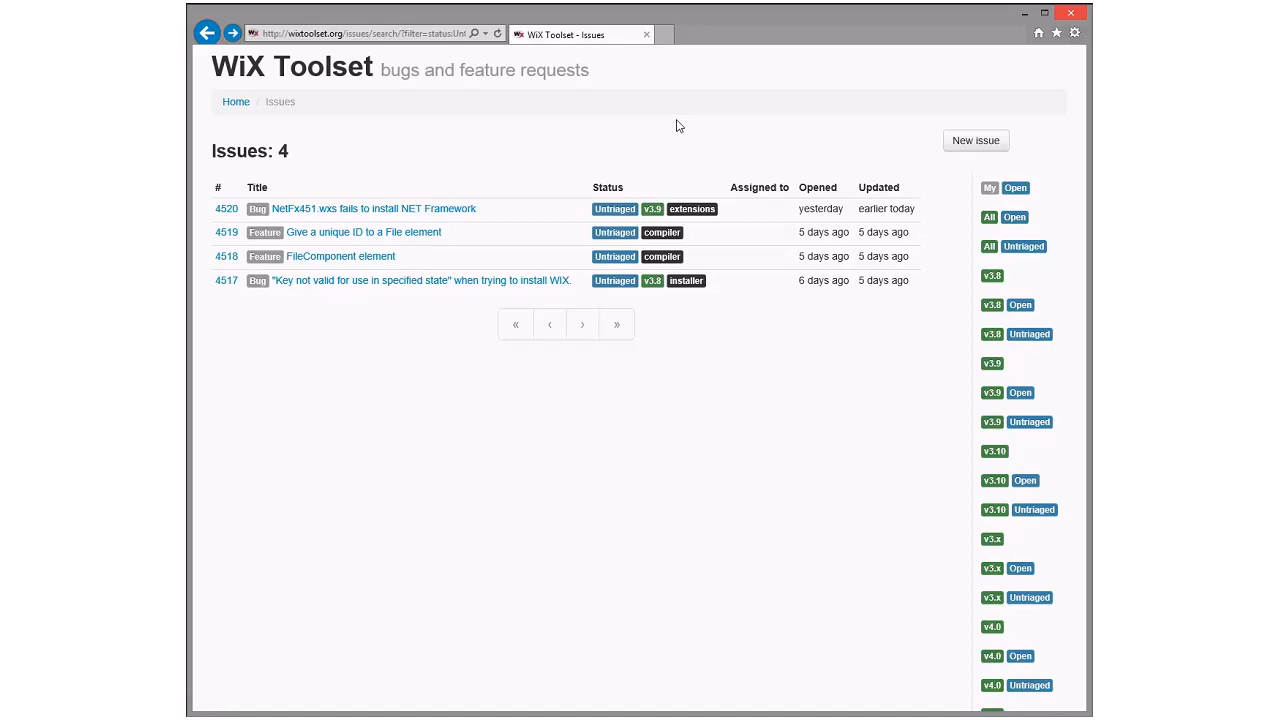 http://wixtoolset.org/issues/search/?filter=status:Unt
WiX Toolset - Issues
WiX Toolset bugs and feature requests
Home / Issues
Issues: 4
New issue
# Title Status Assigned to Opened Updated
4520 Bug NetFx451.wxs fails to install NET Framework Untriaged v3.9 extensions yesterday earlier today
4519 Feature Give a unique ID to a File element Untriaged compiler 5 days ago 5 days ago
4518 Feature FileComponent element Untriaged compiler 5 days ago 5 days ago
4517 Bug "Key not valid for use in specified state" when trying to install WIX. Untriaged v3.8 installer 6 days ago 5 days ago
« ‹ › »
My Open
All Open
All Untriaged
v3.8
v3.8 Open
v3.8 Untriaged
v3.9
v3.9 Open
v3.9 Untriaged
v3.10
v3.10 Open
v3.10 Untriaged
v3.x
v3.x Open
v3.x Untriaged
v4.0
v4.0 Open
v4.0 Untriaged